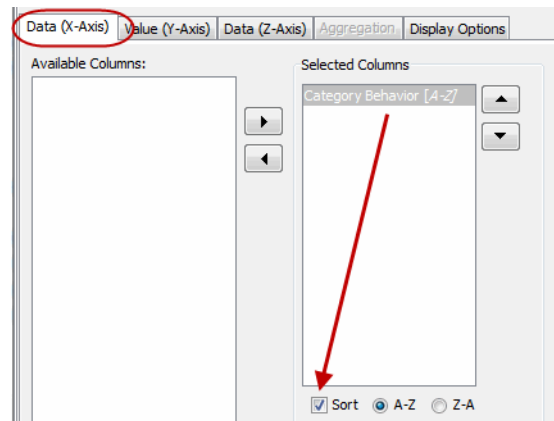 Data (X-Axis) Value (Y-Axis) Data (Z-Axis) Aggregation Display Options
Available Columns: Selected Columns
Category Behavior [A-Z]
Sort A-Z Z-A